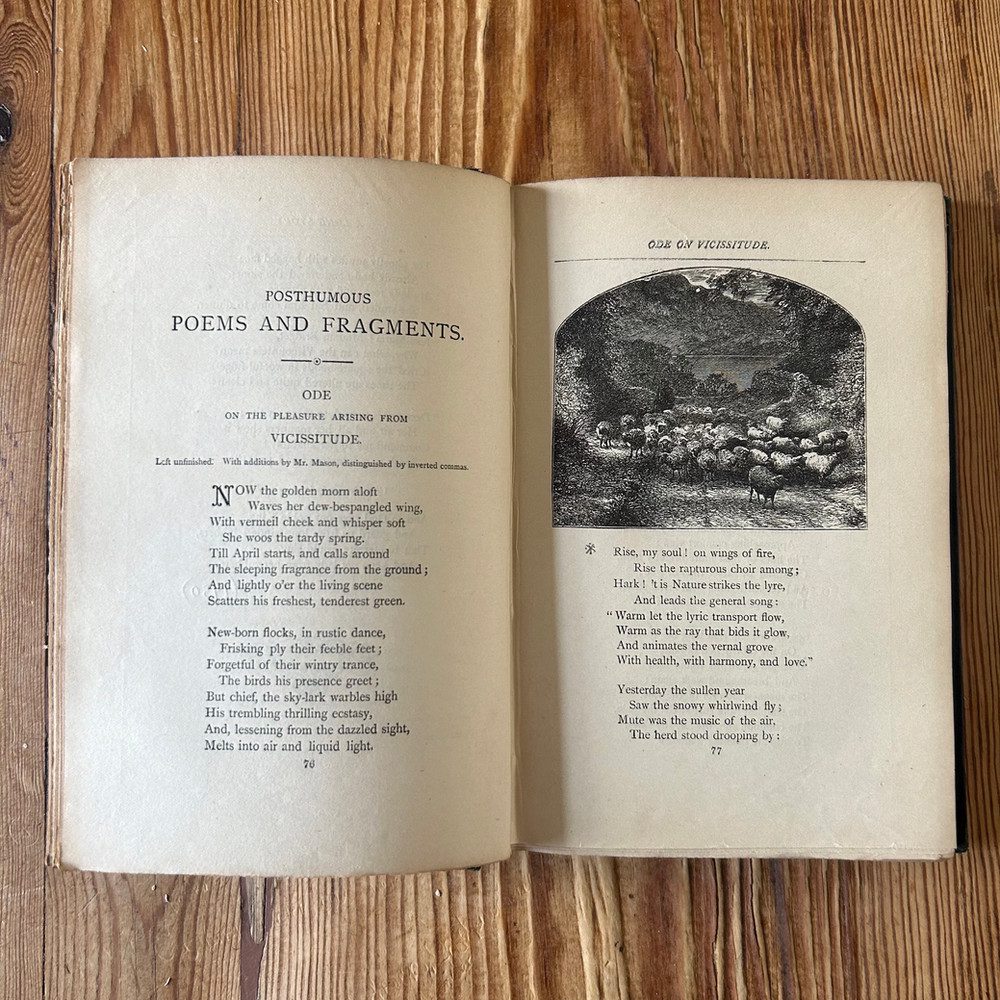 POSTHUMOUS
POEMS AND FRAGMENTS.
ODE
ON THE PLEASURE ARISING FROM
VICISSITUDE.
Left unfinished. With additions by Mr. Mason, distinguished by inverted commas.
NOW the golden morn aloft
Waves her dew-bespangled wing,
With vermeil cheek and whisper soft
She woos the tardy spring.
Till April starts, and calls around
The sleeping fragrance from the ground;
And lightly o'er the living scene
Scatters his freshest, tenderest green.
New-born flocks, in rustic dance,
Frisking ply their feeble feet;
Forgetful of their wintry trance,
The birds his presence greet;
But chief, the sky-lark warbles high
His trembling thrilling ecstasy,
And, lessening from the dazzled sight,
Melts into air and liquid light.
76
ODE ON VICISSITUDE.
* Rise, my soul! on wings of fire,
Rise the rapturous choir among;
Hark! 't is Nature strikes the lyre,
And leads the general song:
"Warm let the lyric transport flow,
Warm as the ray that bids it glow,
And animates the vernal grove
With health, with harmony, and love."
Yesterday the sullen year
Saw the snowy whirlwind fly;
Mute was the music of the air,
The herd stood drooping by:
77